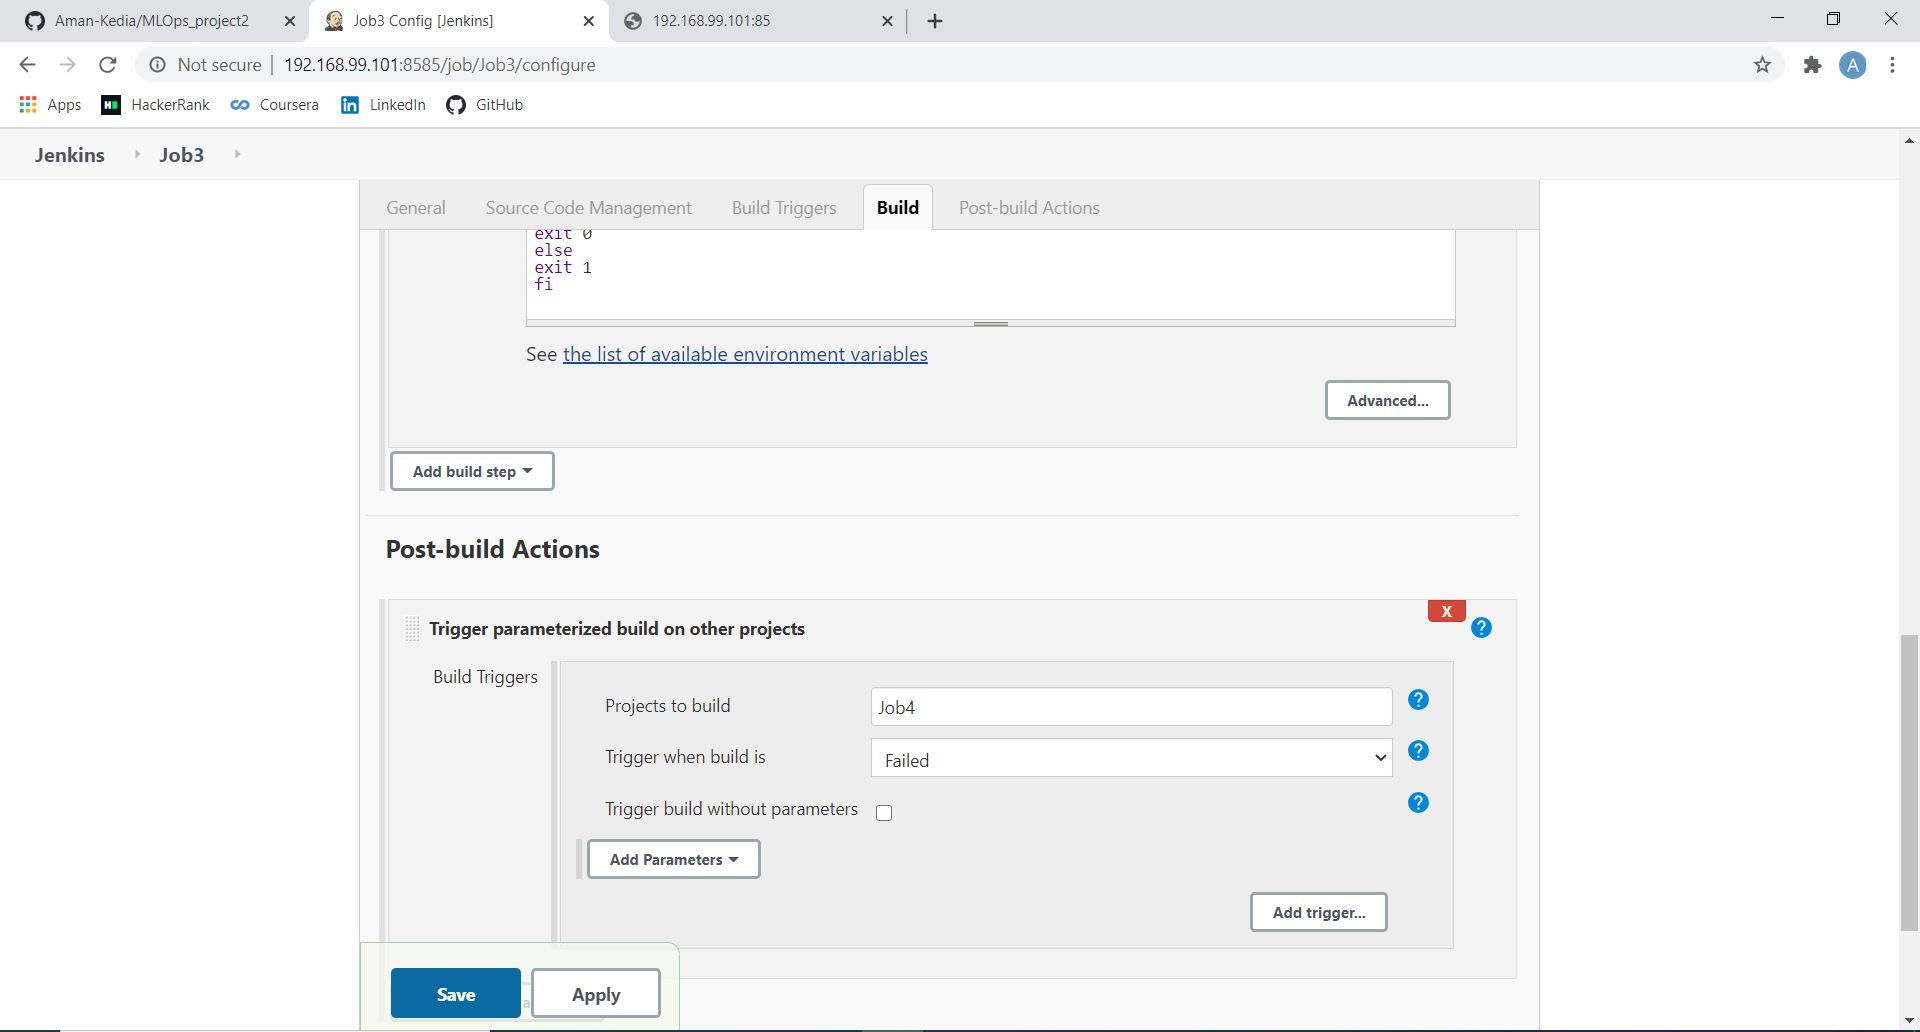 Aman-Kedia/MLOps_project2
Job3 Config [Jenkins]
192.168.99.101:85
Not secure | 192.168.99.101:8585/job/Job3/configure
A
Apps
HackerRank
Coursera
LinkedIn
GitHub
Jenkins
Job3
General
Source Code Management
Build Triggers
Build
Post-build Actions
exit 0
else
exit 1
fi
See the list of available environment variables
Advanced...
Add build step
Post-build Actions
X
Trigger parameterized build on other projects
?
Build Triggers
Projects to build
Job4
?
Trigger when build is
Failed
?
Trigger build without parameters
?
Add Parameters
Add trigger...
Save
Apply